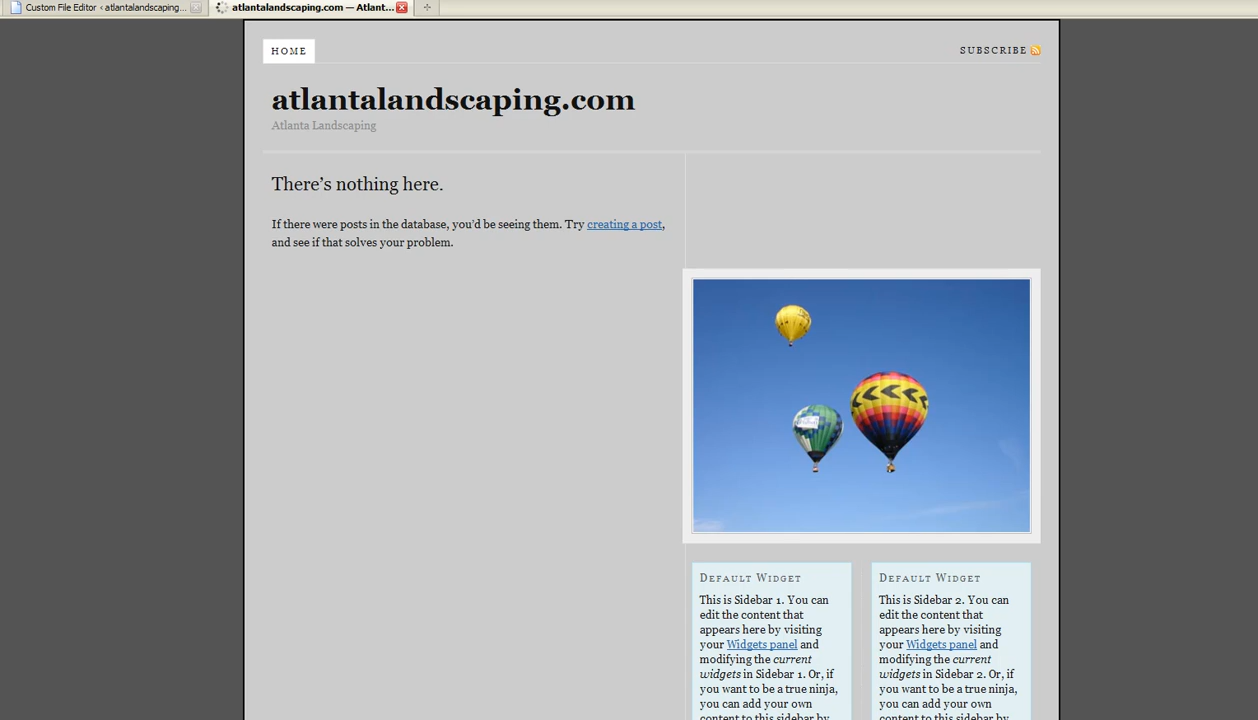 Custom File Editor ‹ atlantalandscaping...
atlantalandscaping.com — Atlant...
HOME
SUBSCRIBE
atlantalandscaping.com
Atlanta Landscaping
There's nothing here.
If there were posts in the database, you'd be seeing them. Try creating a post,
and see if that solves your problem.
Default Widget
This is Sidebar 1. You can
edit the content that
appears here by visiting
your Widgets panel and
modifying the current
widgets in Sidebar 1. Or, if
you want to be a true ninja,
you can add your own
content to this sidebar by
Default Widget
This is Sidebar 2. You can
edit the content that
appears here by visiting
your Widgets panel and
modifying the current
widgets in Sidebar 2. Or, if
you want to be a true ninja,
you can add your own
content to this sidebar by